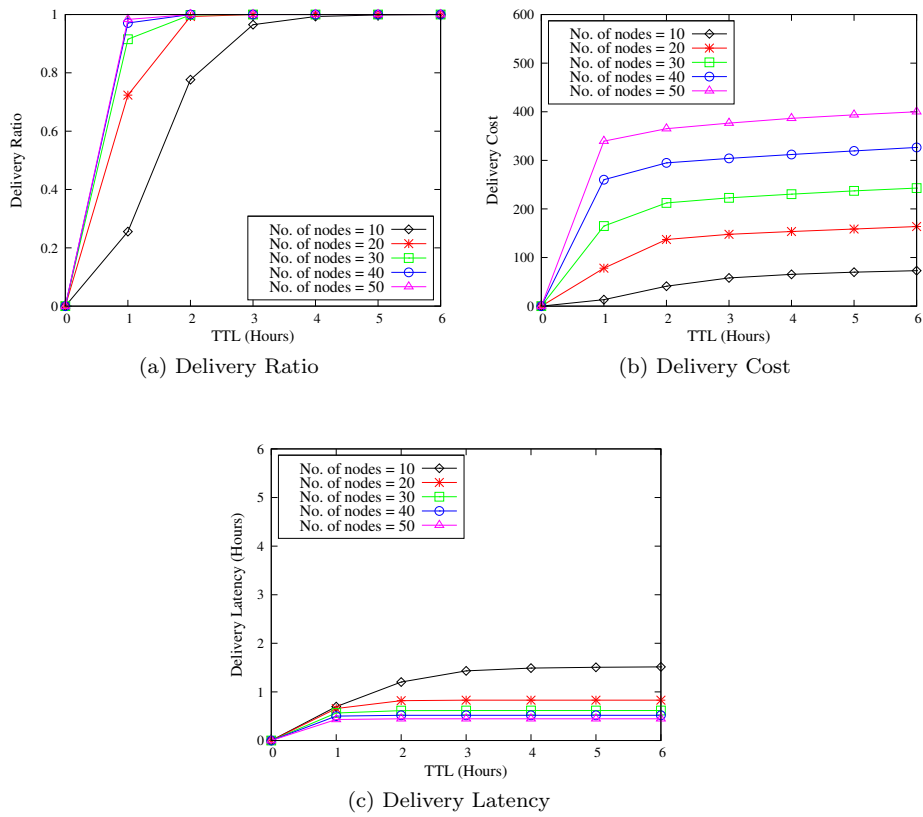 1
0.8
0.6
0.4
0.2
0
Delivery Ratio
No. of nodes = 10
No. of nodes = 20
No. of nodes = 30
No. of nodes = 40
No. of nodes = 50
0 1 2 3 4 5 6
TTL (Hours)
(a) Delivery Ratio
600
500
400
300
200
100
0
Delivery Cost
No. of nodes = 10
No. of nodes = 20
No. of nodes = 30
No. of nodes = 40
No. of nodes = 50
0 1 2 3 4 5 6
TTL (Hours)
(b) Delivery Cost
6
5
4
3
2
1
0
Delivery Latency (Hours)
No. of nodes = 10
No. of nodes = 20
No. of nodes = 30
No. of nodes = 40
No. of nodes = 50
0 1 2 3 4 5 6
TTL (Hours)
(c) Delivery Latency